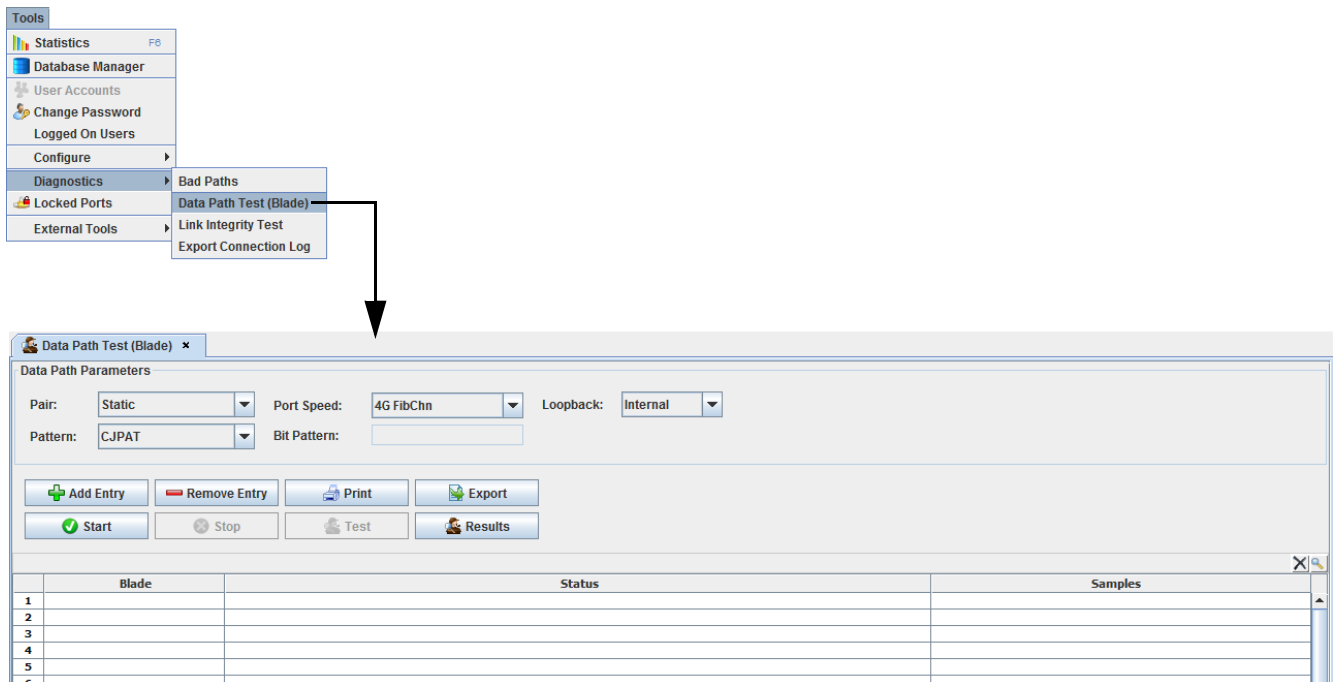 Tools
Statistics F6
Database Manager
User Accounts
Change Password
Logged On Users
Configure
Diagnostics
Locked Ports
External Tools
Bad Paths
Data Path Test (Blade)
Link Integrity Test
Export Connection Log
Data Path Test (Blade)
Data Path Parameters
Pair: Static Port Speed: 4G FibChn Loopback: Internal
Pattern: CJPAT Bit Pattern:
Add Entry Remove Entry Print Export
Start Stop Test Results
Blade Status Samples
1
2
3
4
5
6